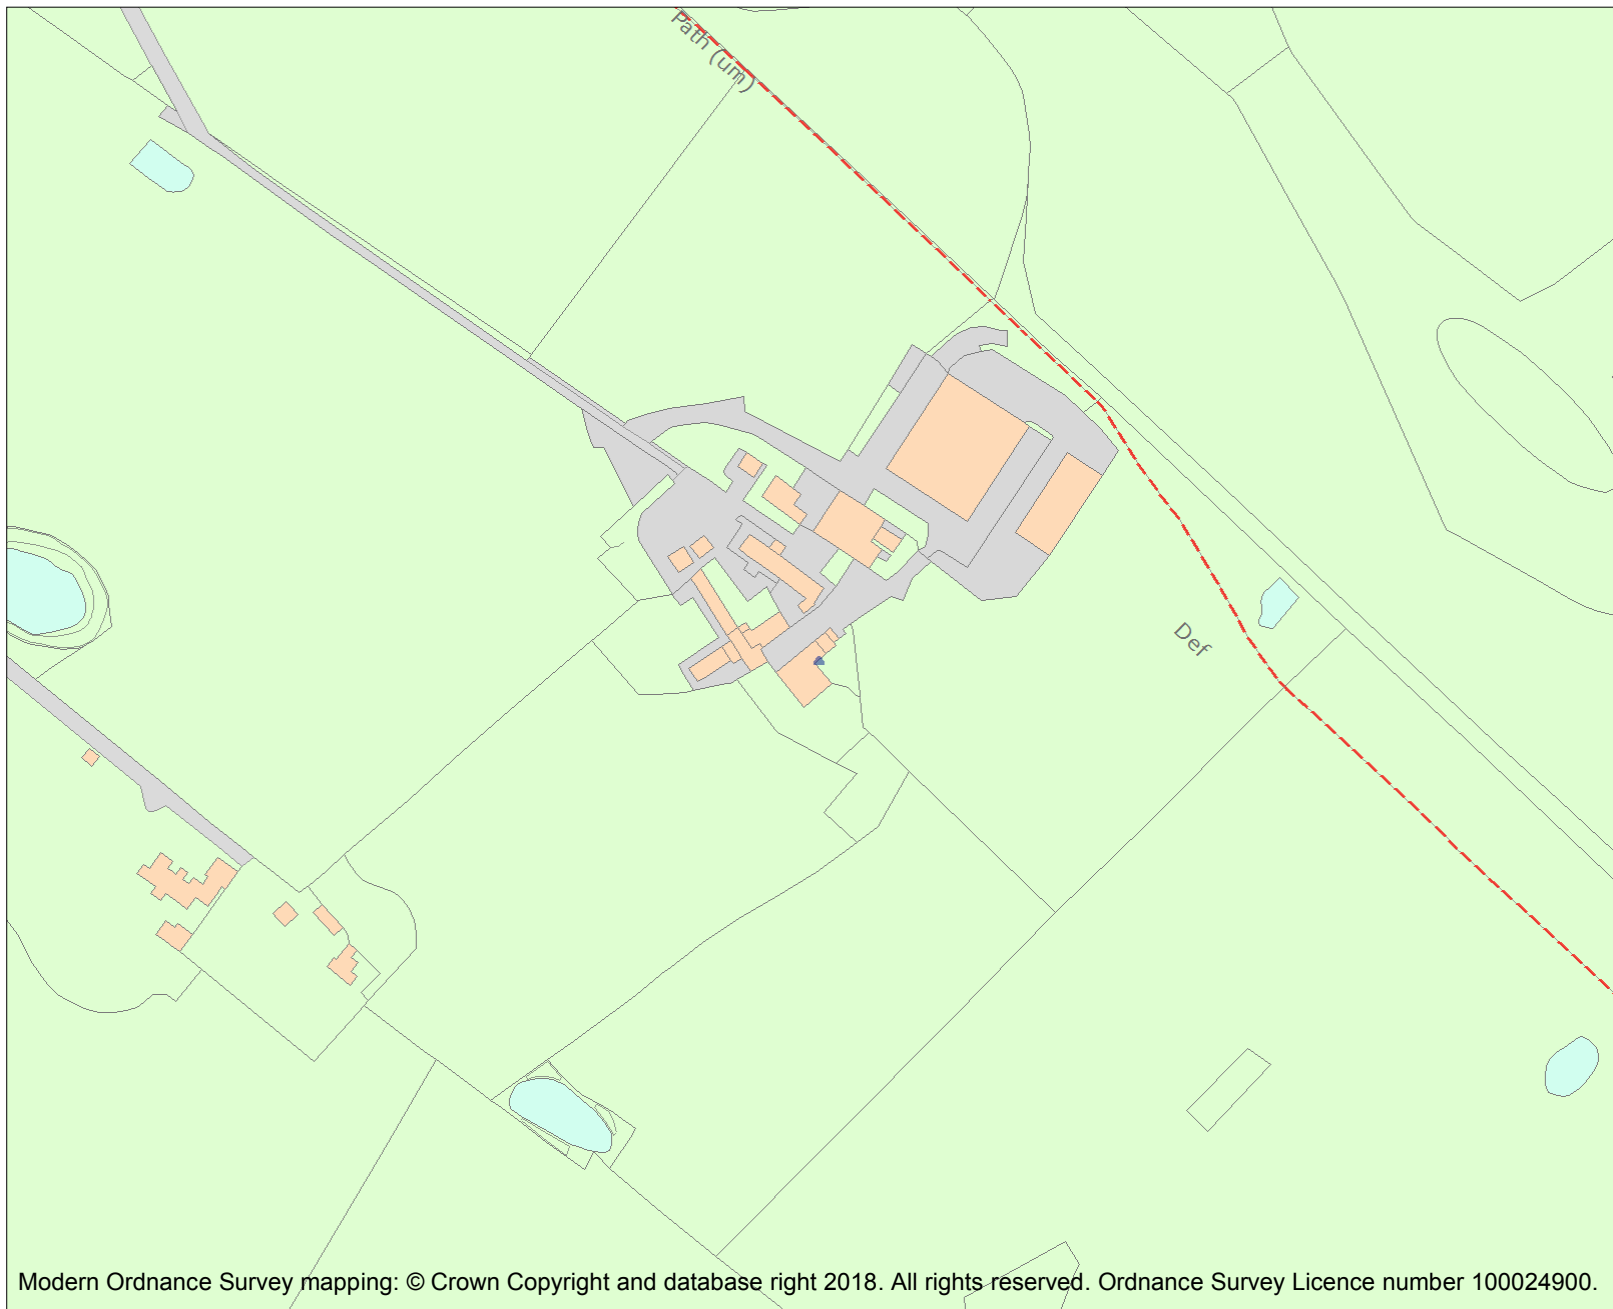 Path (um)
Def
Modern Ordnance Survey mapping: © Crown Copyright and database right 2018. All rights reserved. Ordnance Survey Licence number 100024900.